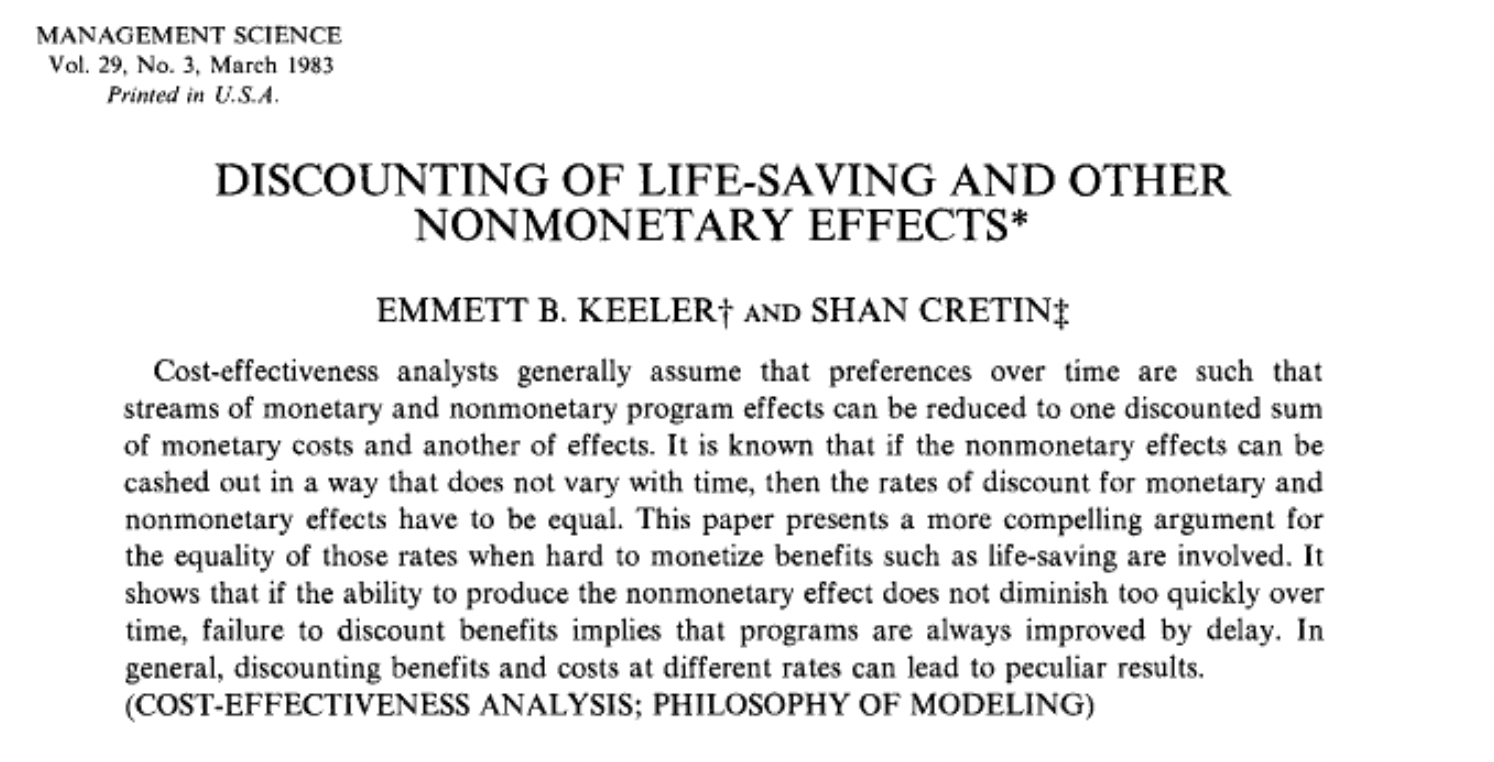 MANAGEMENT SCIENCE
Vol. 29, No. 3, March 1983
Printed in U.S.A.
DISCOUNTING OF LIFE-SAVING AND OTHER
NONMONETARY EFFECTS*
EMMETT B. KEELER† AND SHAN CRETIN‡
Cost-effectiveness analysts generally assume that preferences over time are such that
streams of monetary and nonmonetary program effects can be reduced to one discounted sum
of monetary costs and another of effects. It is known that if the nonmonetary effects can be
cashed out in a way that does not vary with time, then the rates of discount for monetary and
nonmonetary effects have to be equal. This paper presents a more compelling argument for
the equality of those rates when hard to monetize benefits such as life-saving are involved. It
shows that if the ability to produce the nonmonetary effect does not diminish too quickly over
time, failure to discount benefits implies that programs are always improved by delay. In
general, discounting benefits and costs at different rates can lead to peculiar results.
(COST-EFFECTIVENESS ANALYSIS; PHILOSOPHY OF MODELING)